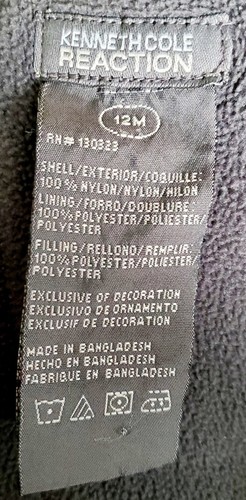 KENNETH COLE
REACTION
12M
RN# 130323
SHELL/EXTERIOR/COQUILLE:
100% NYLON/NYLON/NILON
LINING/FORRO/DOUBLURE:
100% POLYESTER/POLIESTER/
POLYESTER
FILLING/RELLONO/REMPLIR:
100% POLYESTER/POLIESTER/
POLYESTER
EXCLUSIVE OF DECORATION
EXCLUSIVO DE ORNAMENTO
EXCLUSIF DE DECORATION
MADE IN BANGLADESH
HECHO EN BANGLADESH
FABRIQUE EN BANGLADESH